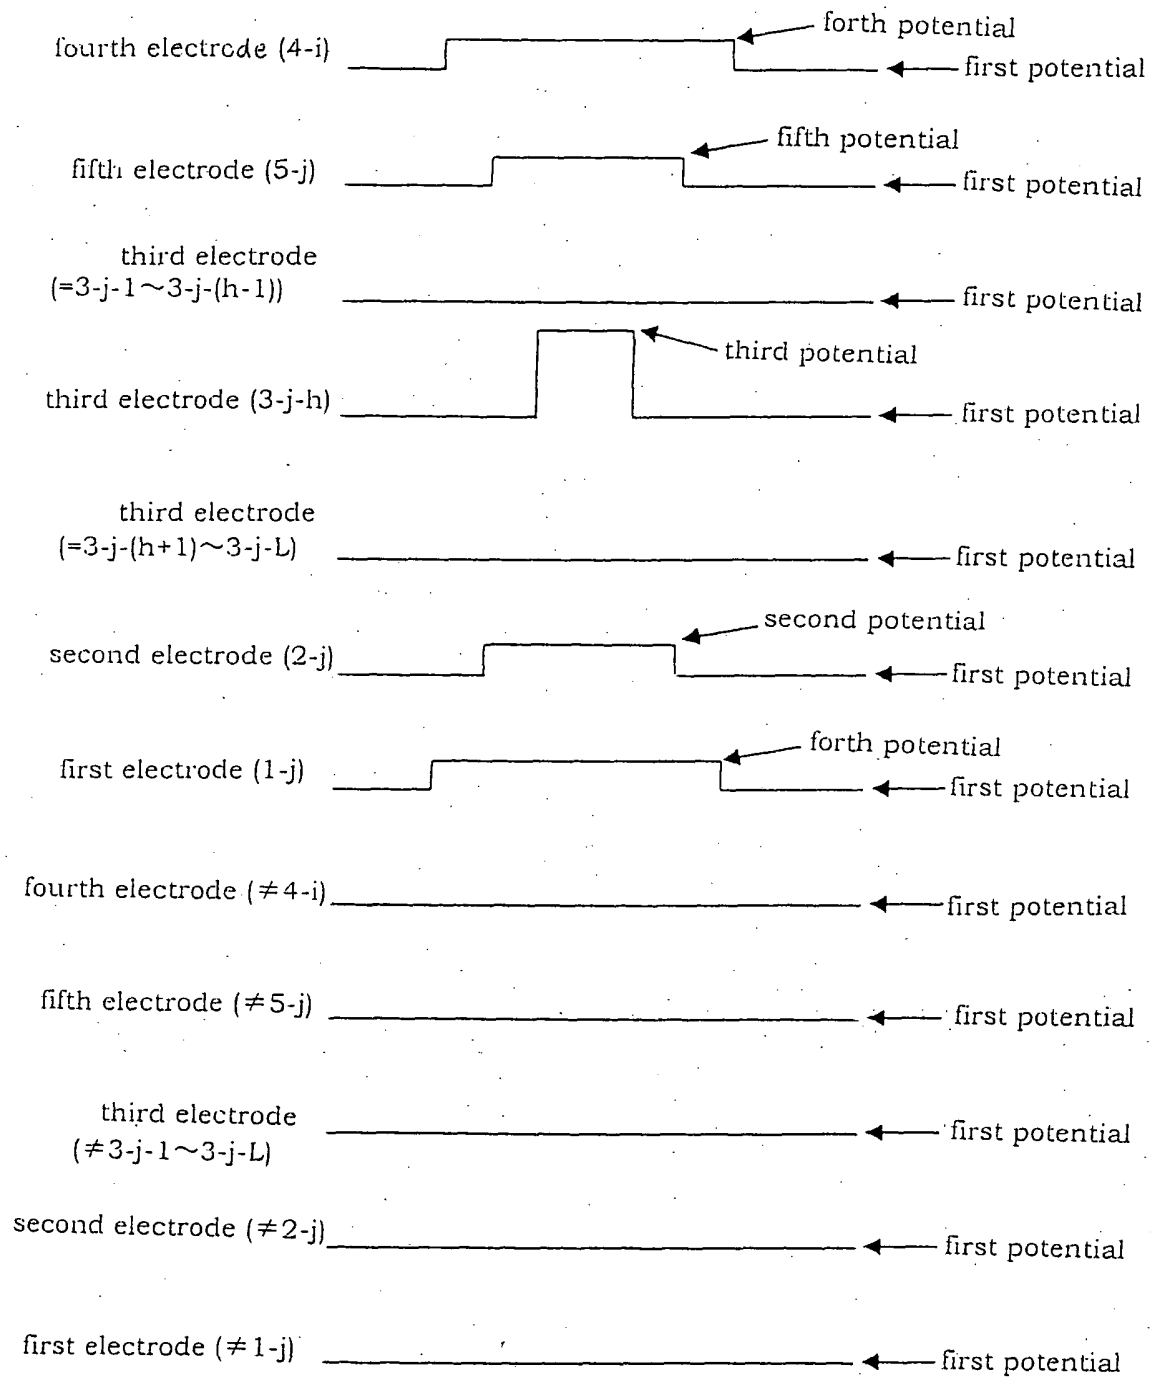 forth potential
fourth electrode (4-i)
first potential
fifth potential
fifth electrode (5-j)
first potential
third electrode
(=3-j-1～3-j-(h-1))
first potential
third potential
third electrode (3-j-h)
first potential
third electrode
(=3-j-(h+1)～3-j-L)
first potential
second potential
second electrode (2-j)
first potential
forth potential
first electrode (1-j)
first potential
fourth electrode (≠4-i)
first potential
fifth electrode (≠5-j)
first potential
third electrode
(≠3-j-1～3-j-L)
first potential
second electrode (≠2-j)
first potential
first electrode (≠1-j)
first potential